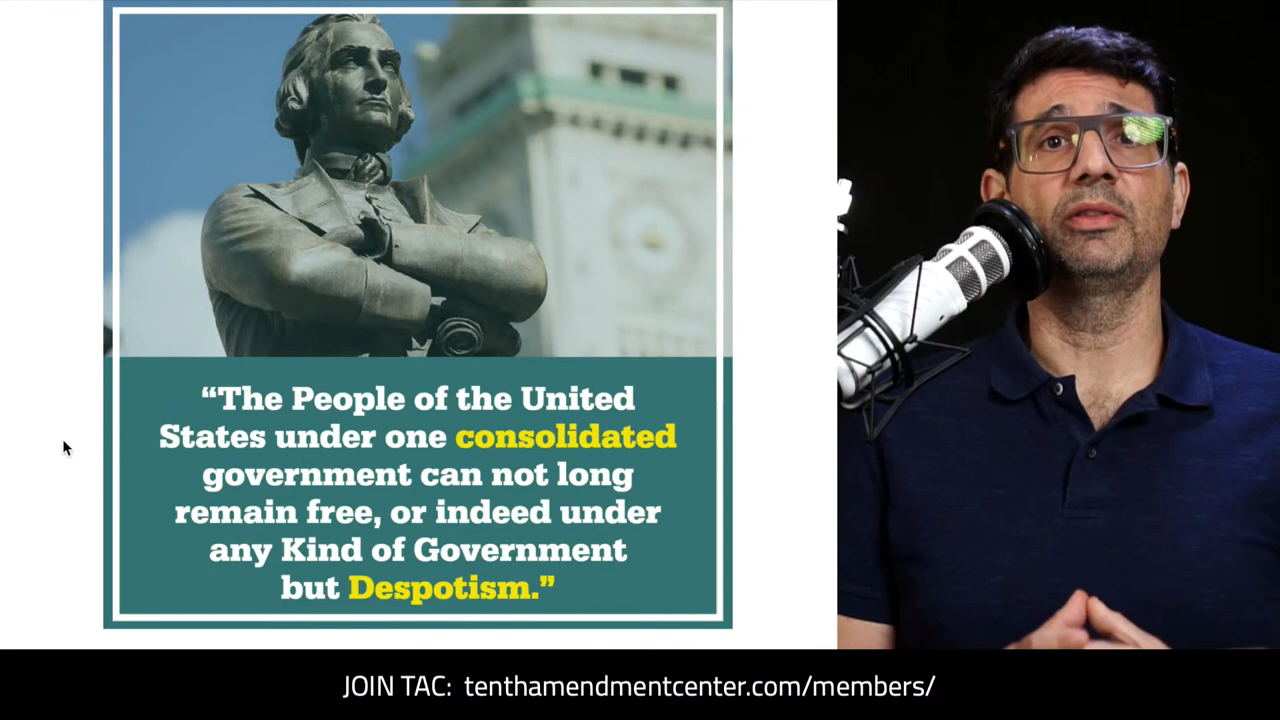 “The People of the United
States under one consolidated
government can not long
remain free, or indeed under
any Kind of Government
but Despotism.”
JOIN TAC: tenthamendmentcenter.com/members/